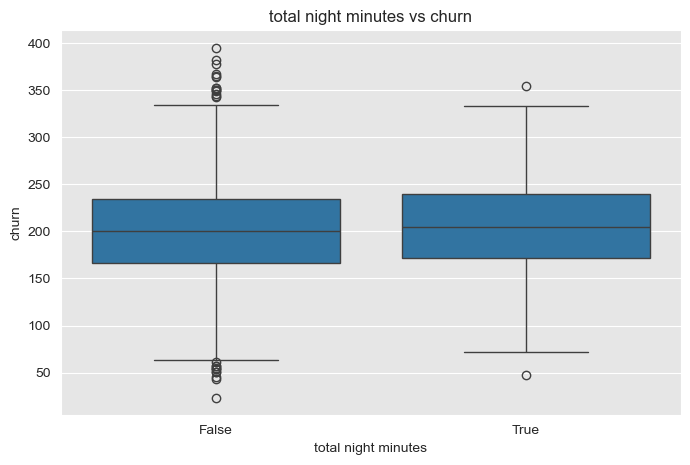 total night minutes vs churn
400
350
300
250
200
150
100
50
churn
False
True
total night minutes